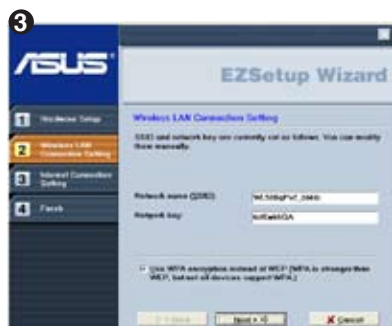 3
ASUS
EZSetup Wizard
1 Hardware Setup
2 Wireless LAN
Connection Setting
3 Internet Connection
Setting
4 Finish
Wireless LAN Connection Setting
SSID and network key are currently set as follows. You can modify
them manually.
Network name (SSID):
Network key:
Use WPA encryption instead of WEP (WPA is stronger than
WEP, but not all devices support WPA.)
Next >
Cancel